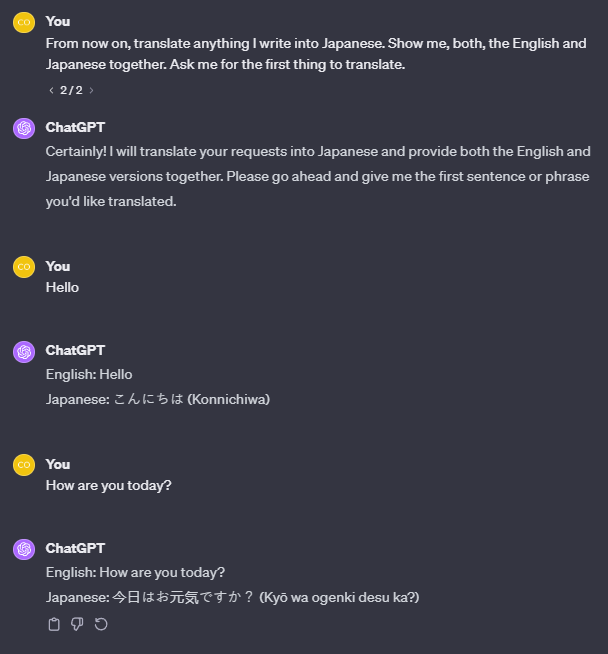 CO You
From now on, translate anything I write into Japanese. Show me, both, the English and
Japanese together. Ask me for the first thing to translate.
< 2 / 2 >
ChatGPT
Certainly! I will translate your requests into Japanese and provide both the English and
Japanese versions together. Please go ahead and give me the first sentence or phrase
you'd like translated.
CO You
Hello
ChatGPT
English: Hello
Japanese: こんにちは (Konnichiwa)
CO You
How are you today?
ChatGPT
English: How are you today?
Japanese: 今日はお元気ですか？ (Kyō wa ogenki desu ka?)